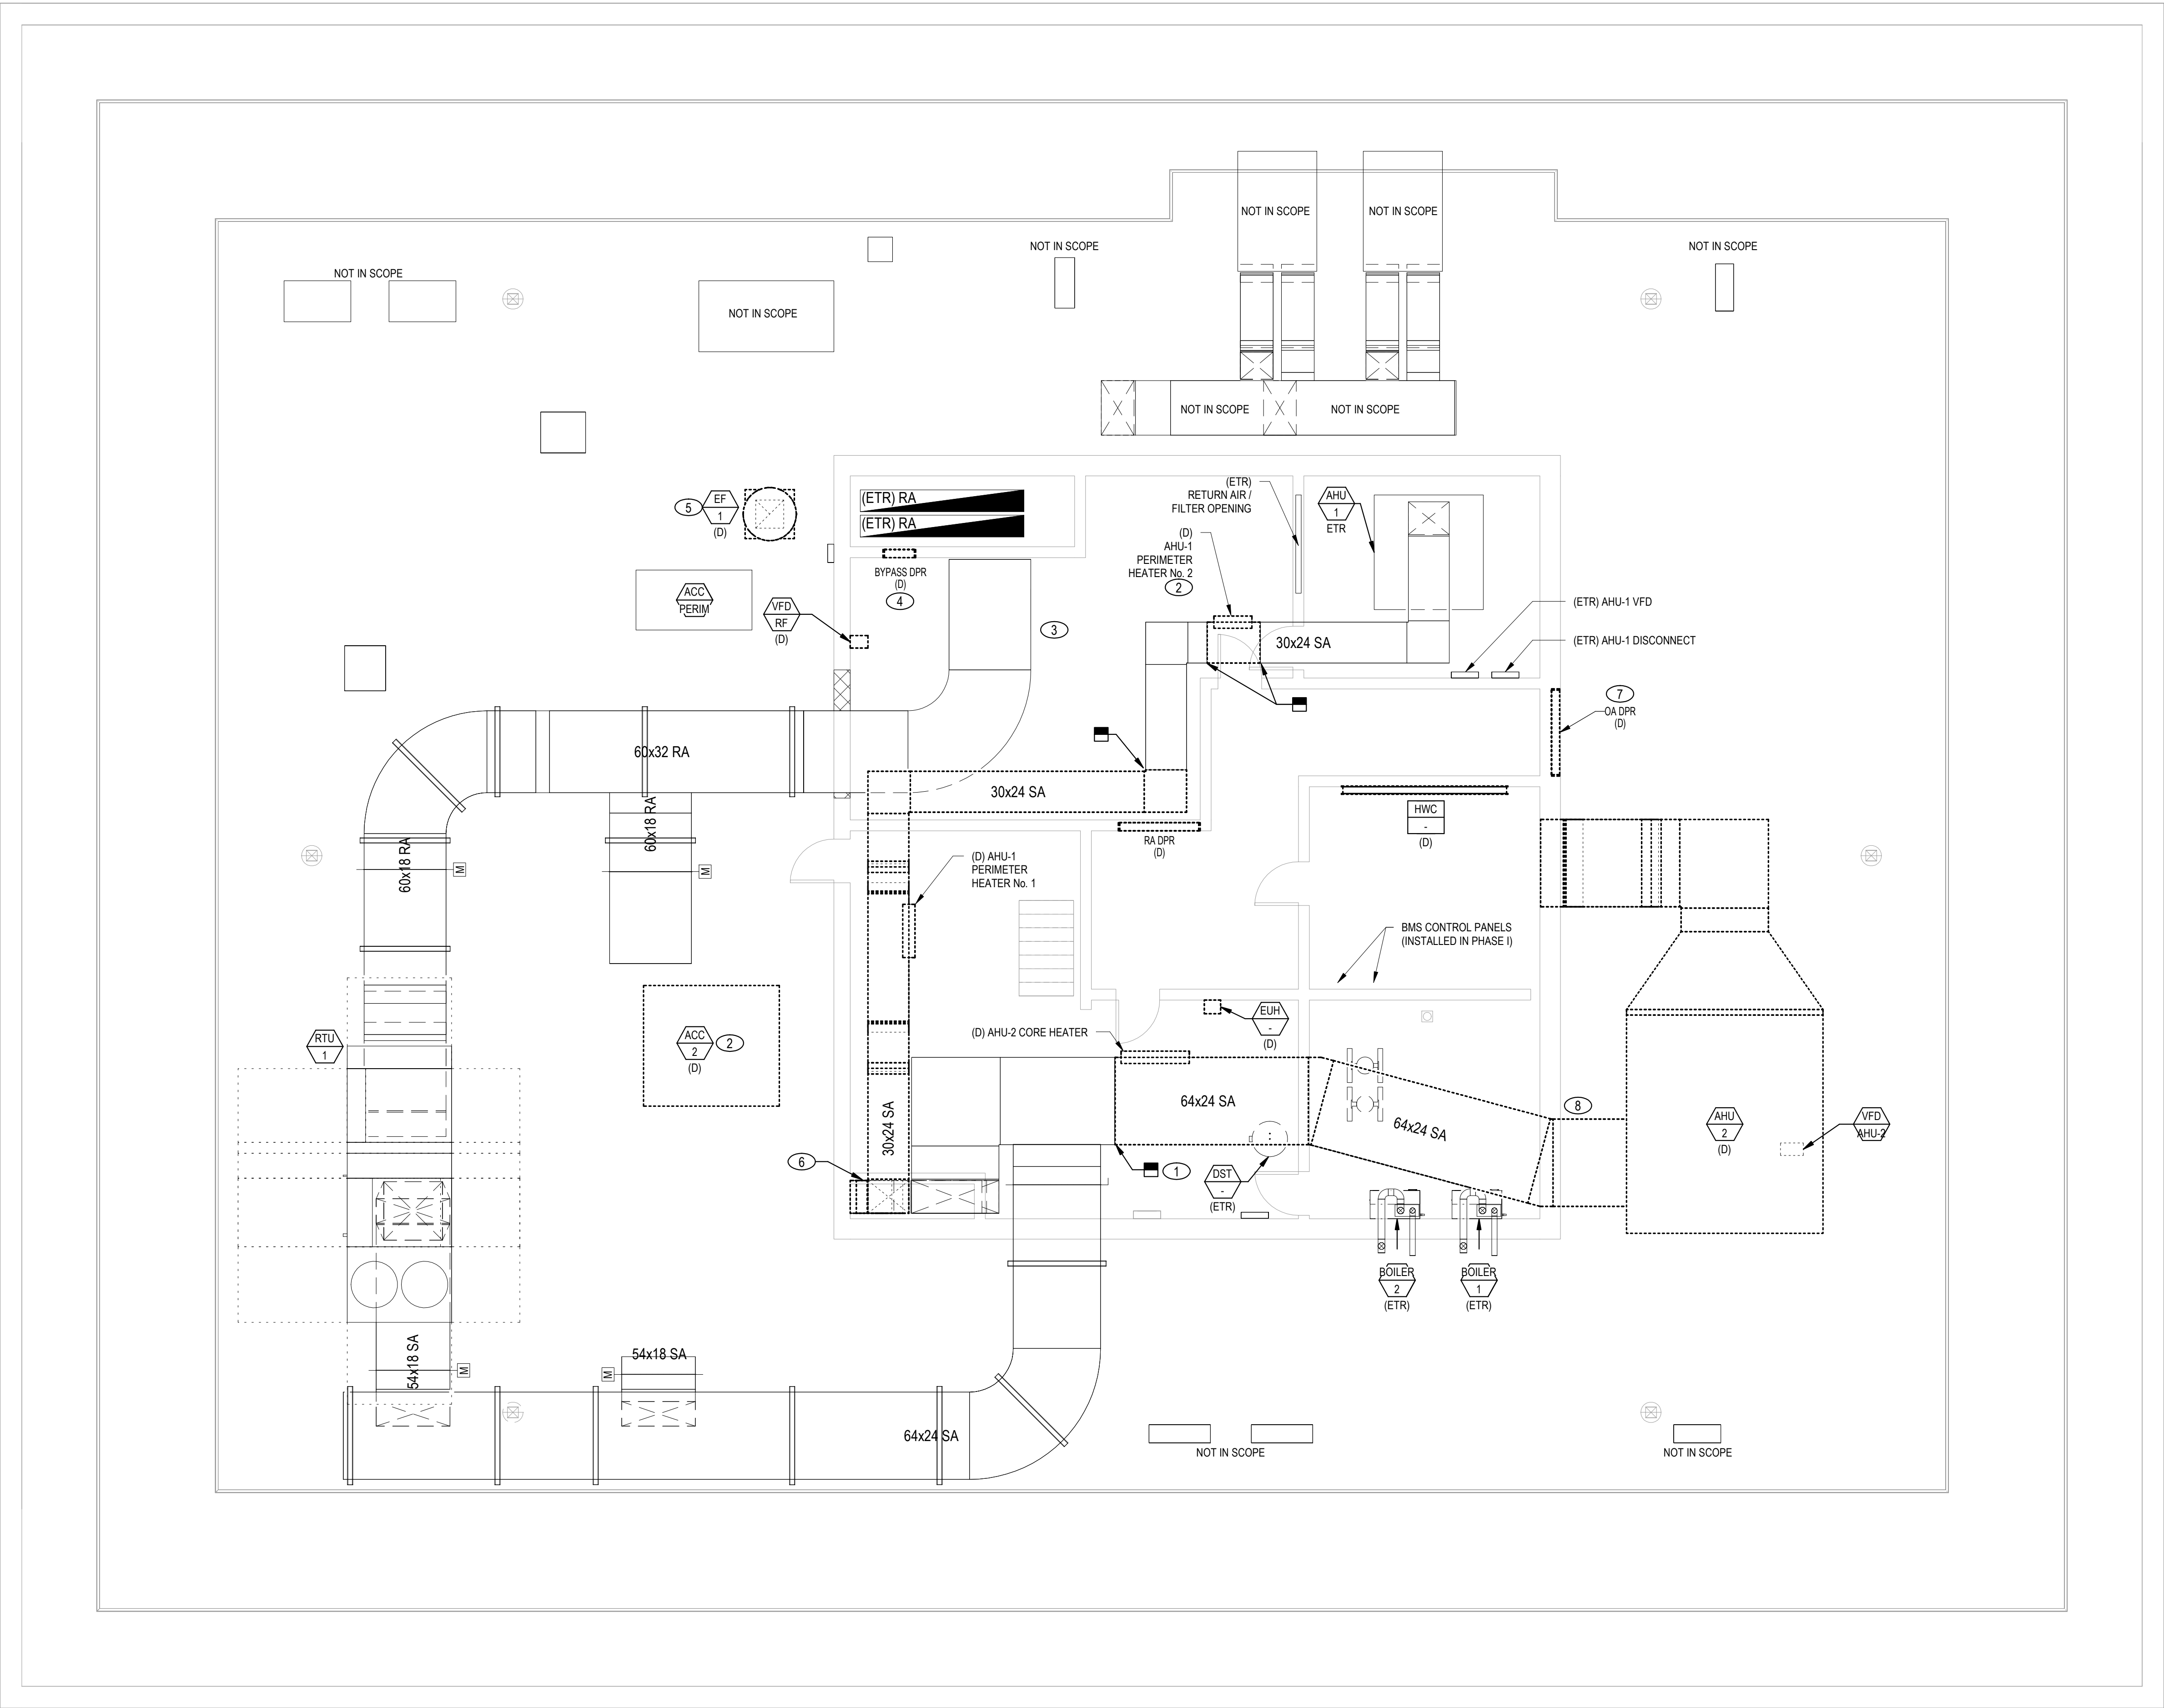 NOT IN SCOPE
NOT IN SCOPE
NOT IN SCOPE
NOT IN SCOPE
NOT IN SCOPE
NOT IN SCOPE
NOT IN SCOPE
NOT IN SCOPE
5
EF
1
(D)
(ETR) RA
(ETR) RA
(ETR)
RETURN AIR /
FILTER OPENING
AHU
1
ETR
(D)
AHU-1
PERIMETER
HEATER No. 2
2
BYPASS DPR
(D)
4
ACC
PERIM
VFD
RF
(D)
3
30x24 SA
(ETR) AHU-1 VFD
(ETR) AHU-1 DISCONNECT
7
OA DPR
(D)
60x32 RA
30x24 SA
60x18 RA
60x18 RA
M
M
RA DPR
(D)
HWC
-
(D)
(D) AHU-1
PERIMETER
HEATER No. 1
BMS CONTROL PANELS
(INSTALLED IN PHASE I)
RTU
1
ACC
2
(D)
2
(D) AHU-2 CORE HEATER
EUH
-
(D)
30x24 SA
64x24 SA
64x24 SA
8
AHU
2
(D)
VFD
AHU-2
6
1
DST
-
(ETR)
BOILER
2
(ETR)
BOILER
1
(ETR)
54x18 SA
M
54x18 SA
M
64x24 SA
NOT IN SCOPE
NOT IN SCOPE